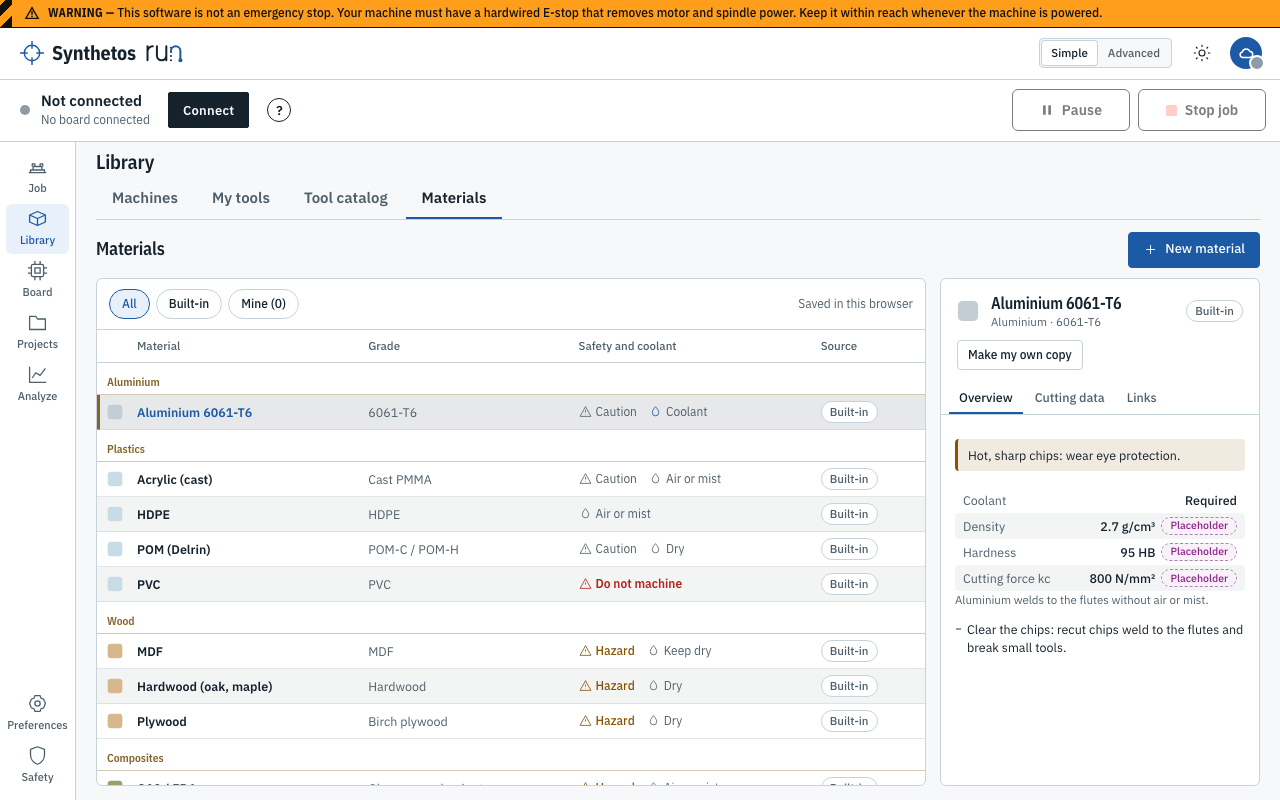 WARNING — This software is not an emergency stop. Your machine must have a hardwired E-stop that removes motor and spindle power. Keep it within reach whenever the machine is powered.
Synthetos run
Simple Advanced
Not connected
No board connected
Connect
?
Pause
Stop job
Job
Library
Board
Projects
Analyze
Preferences
Safety
Library
Machines My tools Tool catalog Materials
Materials
+ New material
All Built-in Mine (0) Saved in this browser
Material Grade Safety and coolant Source
Aluminium
Aluminium 6061-T6 6061-T6 Caution Coolant Built-in
Plastics
Acrylic (cast) Cast PMMA Caution Air or mist Built-in
HDPE HDPE Air or mist Built-in
POM (Delrin) POM-C / POM-H Caution Dry Built-in
PVC PVC Do not machine Built-in
Wood
MDF MDF Hazard Keep dry Built-in
Hardwood (oak, maple) Hardwood Hazard Dry Built-in
Plywood Birch plywood Hazard Dry Built-in
Composites
Aluminium 6061-T6
Aluminium · 6061-T6
Built-in
Make my own copy
Overview Cutting data Links
Hot, sharp chips: wear eye protection.
Coolant Required
Density 2.7 g/cm³ Placeholder
Hardness 95 HB Placeholder
Cutting force kc 800 N/mm² Placeholder
Aluminium welds to the flutes without air or mist.
– Clear the chips: recut chips weld to the flutes and
break small tools.